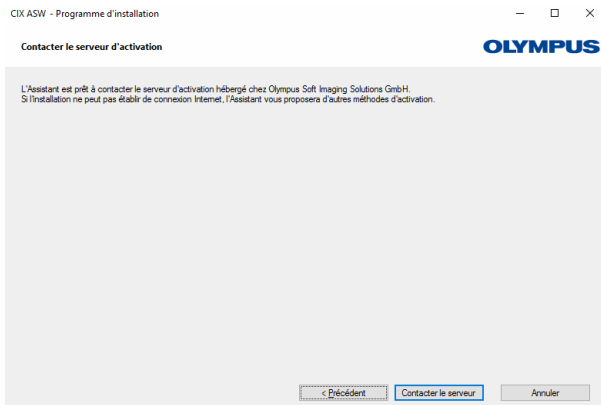 CIX ASW - Programme d'installation
Contacter le serveur d'activation
OLYMPUS
L'Assistant est prêt à contacter le serveur d'activation hébergé chez Olympus Soft Imaging Solutions GmbH.
Si l'installation ne peut pas établir de connexion Internet, l'Assistant vous proposera d'autres méthodes d'activation.
< Précédent Contacter le serveur Annuler